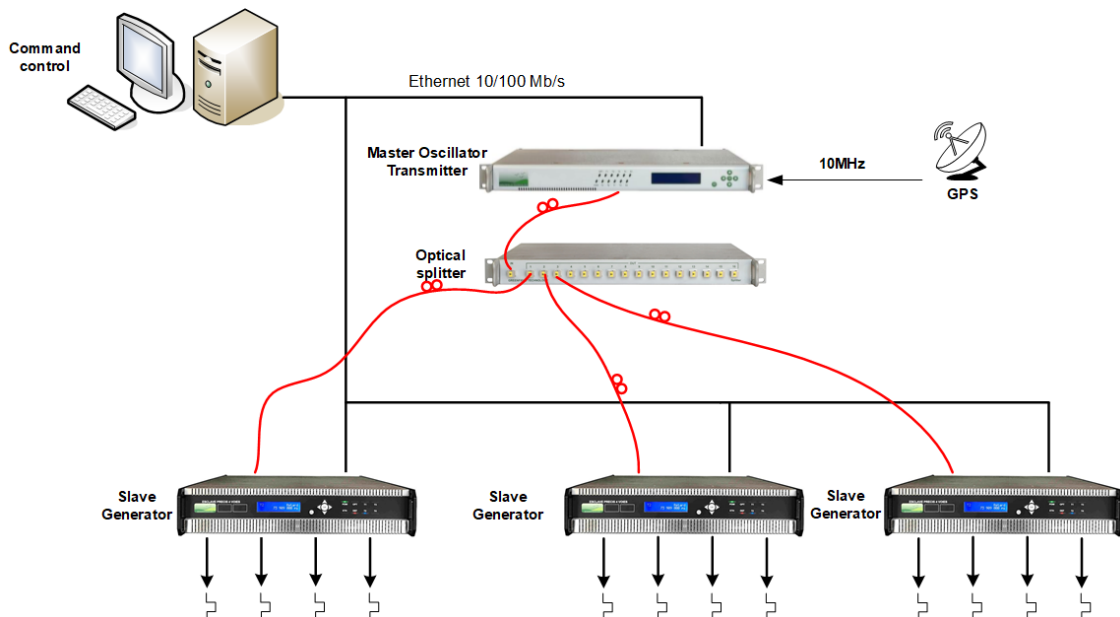 Command
control
Ethernet 10/100 Mb/s
Master Oscillator
Transmitter
10MHz
GPS
Optical
splitter
Slave
Generator
Slave
Generator
Slave
Generator